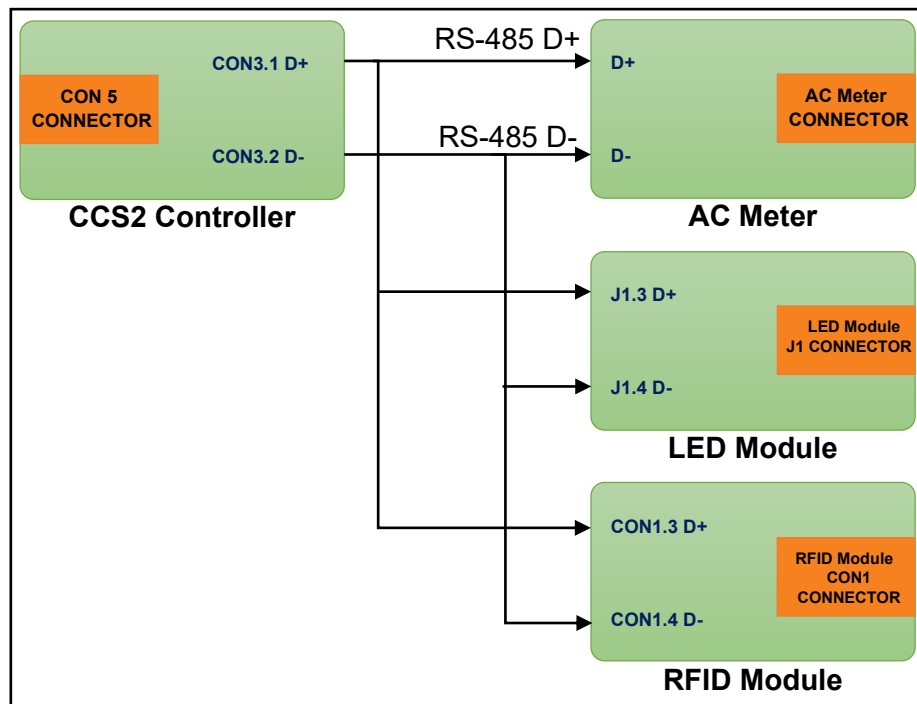 CON 5
CONNECTOR
CON3.1 D+
CON3.2 D-
CCS2 Controller
RS-485 D+
RS-485 D-
D+
D-
AC Meter
CONNECTOR
AC Meter
J1.3 D+
J1.4 D-
LED Module
J1 CONNECTOR
LED Module
CON1.3 D+
CON1.4 D-
RFID Module
CON1
CONNECTOR
RFID Module